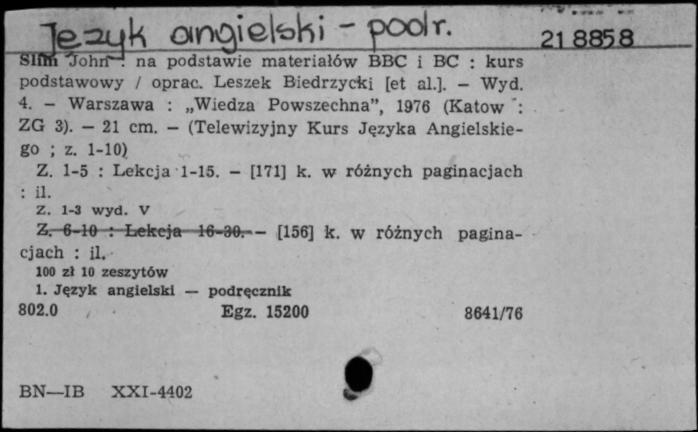 Język angielski - podr.
218858
Slim John : na podstawie materiałów BBC i BC : kurs
podstawowy / oprac. Leszek Biedrzycki [et al.]. — Wyd.
4. — Warszawa : „Wiedza Powszechna”, 1976 (Katow :
ZG 3). — 21 cm. — (Telewizyjny Kurs Języka Angielskie-
go ; z. 1-10)
Z. 1-5 : Lekcja 1-15. — [171] k. w różnych paginacjach
: il.
Z. 1-3 wyd. V
Z. 6-10 : Lekcja 16-30. — [156] k. w różnych pagina-
cjach : il.
100 zł 10 zeszytów
1. Język angielski — podręcznik
802.0 Egz. 15200 8641/76
BN—IB XXI-4402